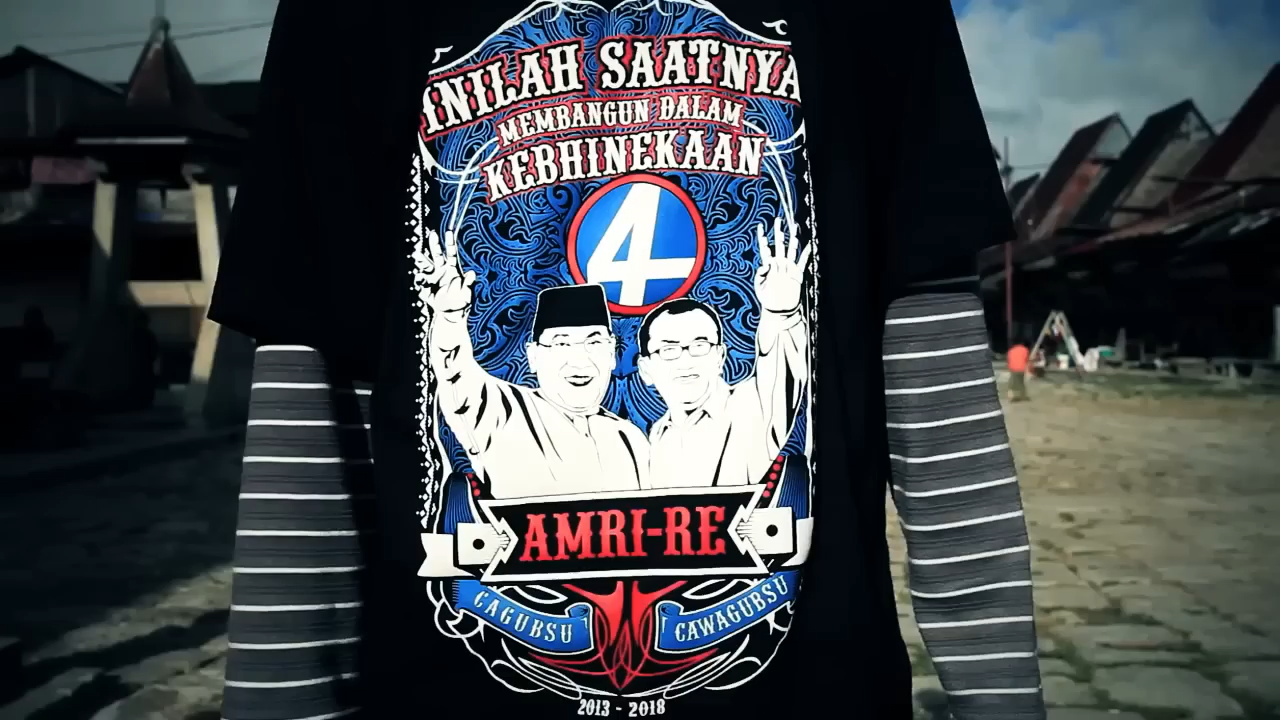 INILAH SAATNYA
MEMBANGUN DALAM
KEBHINEKAAN
4
AMRI-RE
CAGUBSU
CAWAGUBSU
2013 - 2018